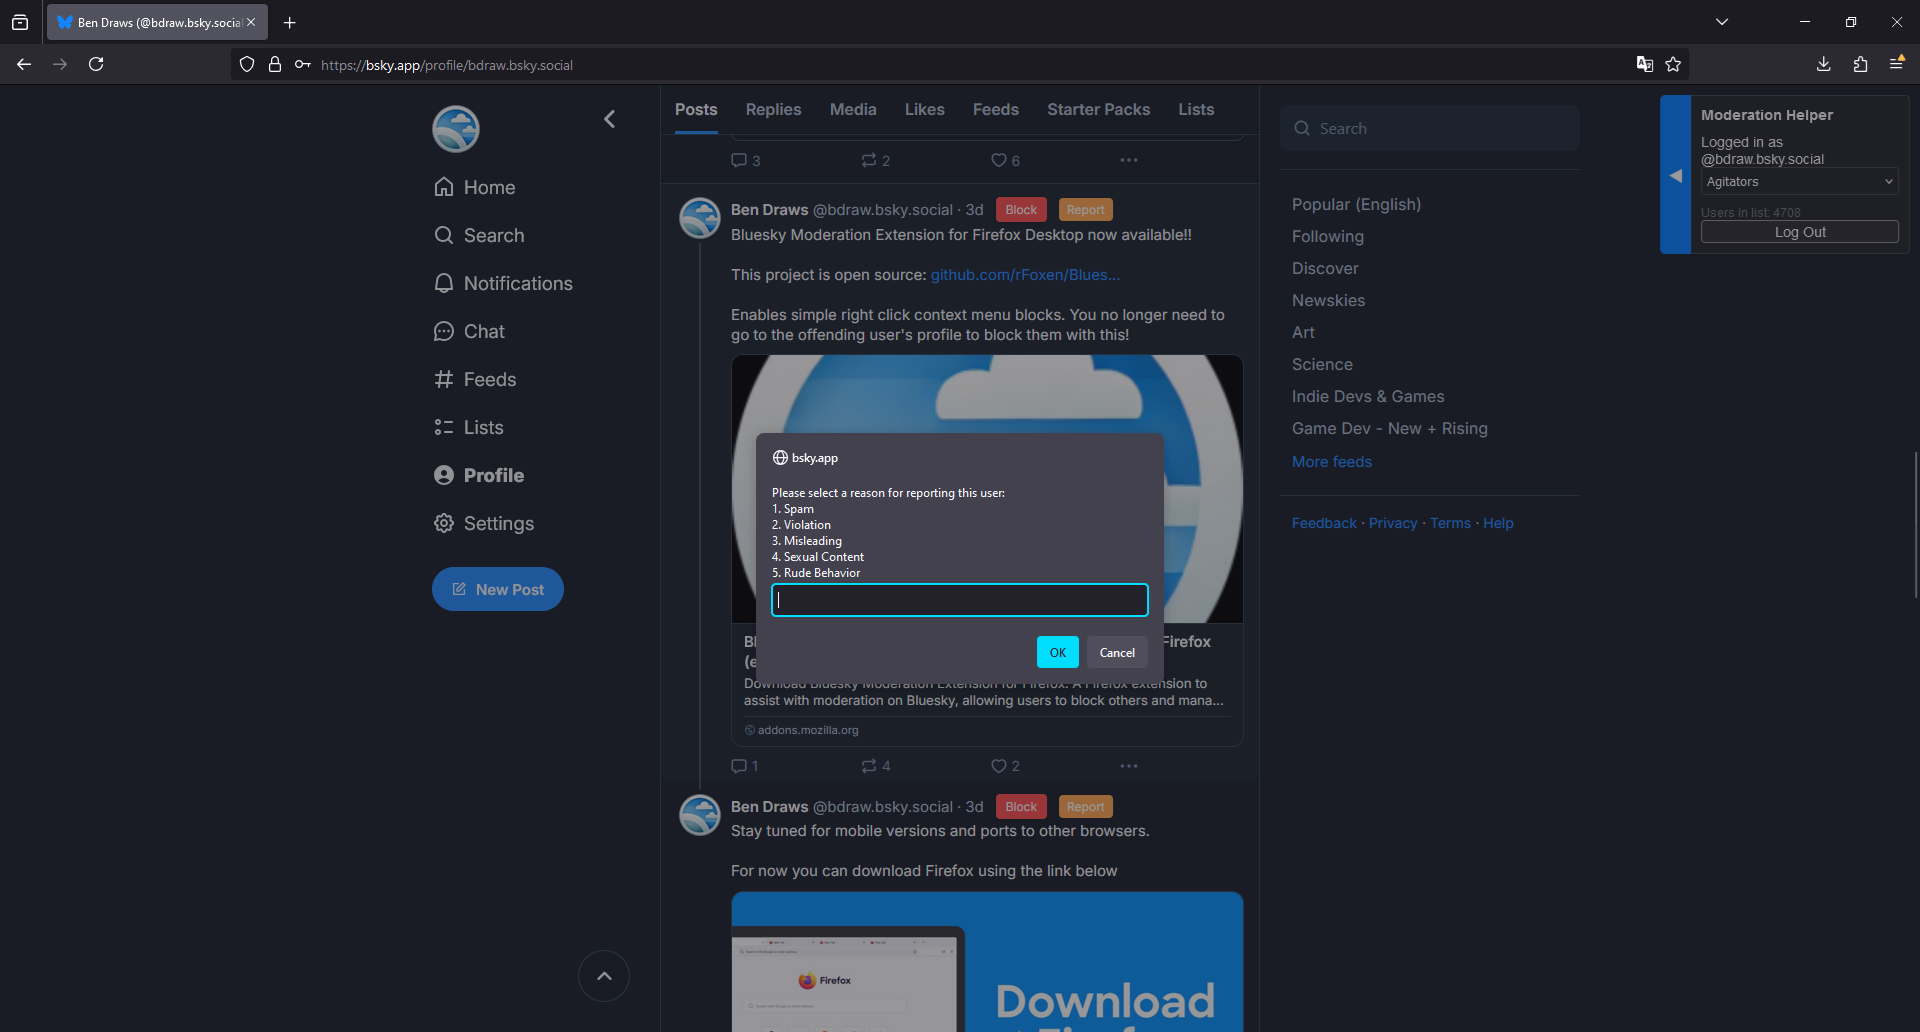 Ben Draws (@bdraw.bsky.socia
https://bsky.app/profile/bdraw.bsky.social
Home
Search
Notifications
Chat
Feeds
Lists
Profile
Settings
New Post
Posts Replies Media Likes Feeds Starter Packs Lists
3 2 6
Ben Draws @bdraw.bsky.social · 3d Block Report
Bluesky Moderation Extension for Firefox Desktop now available!!
This project is open source: github.com/rFoxen/Blues...
Enables simple right click context menu blocks. You no longer need to
go to the offending user's profile to block them with this!
bsky.app
Please select a reason for reporting this user:
1. Spam
2. Violation
3. Misleading
4. Sexual Content
5. Rude Behavior
OK Cancel
Firefox
Download Bluesky Moderation Extension for Firefox. A Firefox extension to
assist with moderation on Bluesky, allowing users to block others and mana...
addons.mozilla.org
1 4 2
Ben Draws @bdraw.bsky.social · 3d Block Report
Stay tuned for mobile versions and ports to other browsers.
For now you can download Firefox using the link below
Firefox
Download
Search
Popular (English)
Following
Discover
Newskies
Art
Science
Indie Devs & Games
Game Dev - New + Rising
More feeds
Feedback · Privacy · Terms · Help
Moderation Helper
Logged in as
@bdraw.bsky.social
Agitators
Users in list: 4708
Log Out